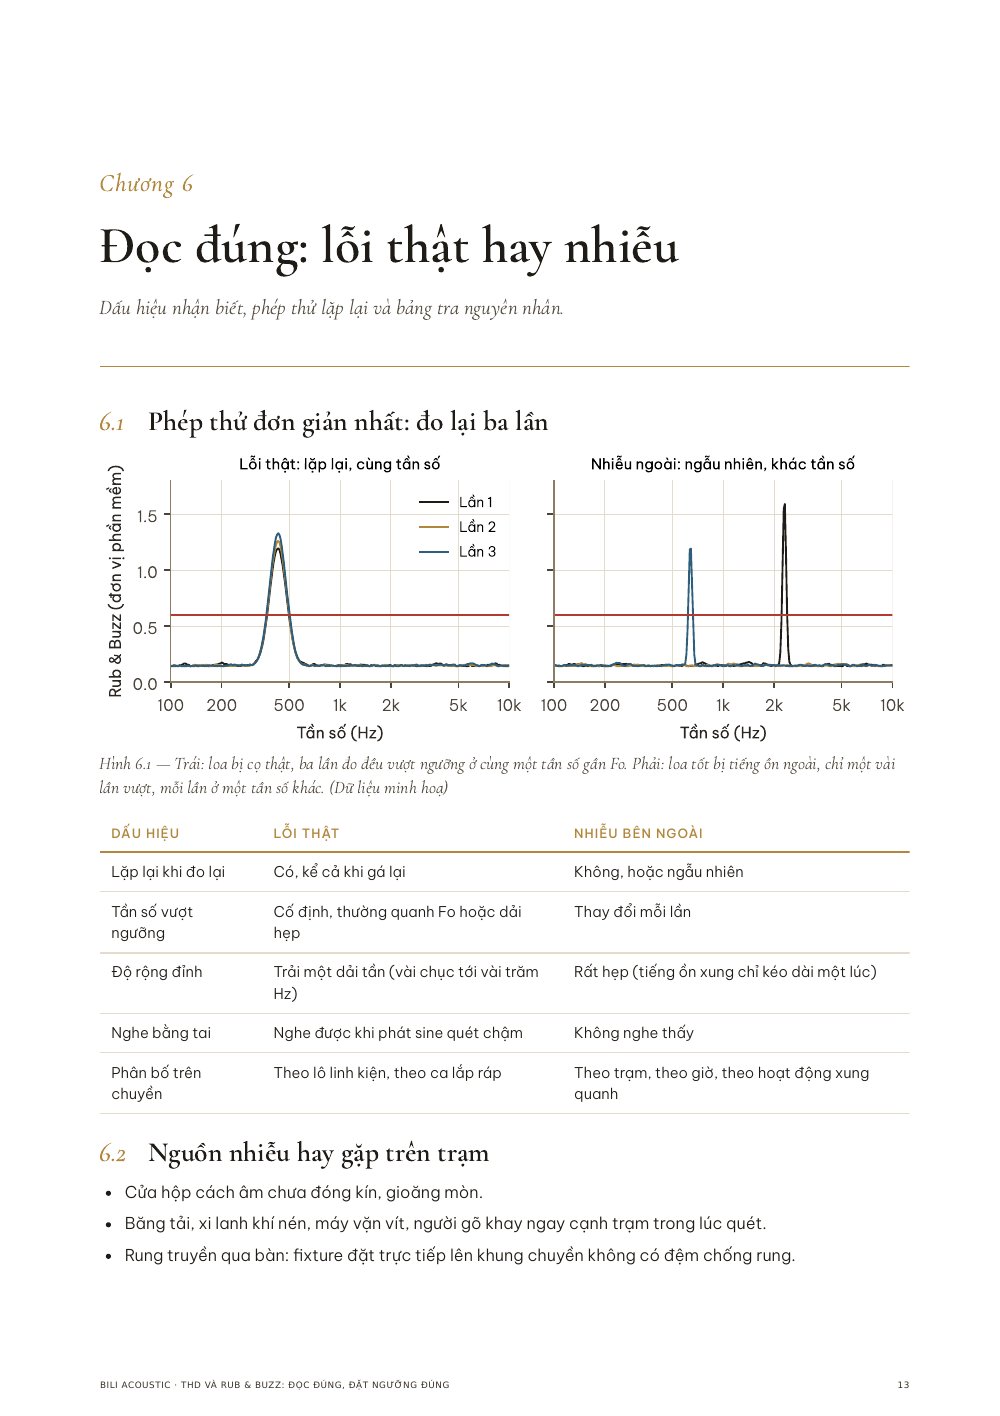 Chương 6
Đọc đúng: lỗi thật hay nhiễu
Dấu hiệu nhận biết, phép thử lặp lại và bảng tra nguyên nhân.
6.1 Phép thử đơn giản nhất: đo lại ba lần
Lỗi thật: lặp lại, cùng tần số
Rub & Buzz (đơn vị phần mềm)
1.5
1.0
0.5
0.0
Lần 1
Lần 2
Lần 3
100 200 500 1k 2k 5k 10k
Tần số (Hz)
Nhiễu ngoài: ngẫu nhiên, khác tần số
100 200 500 1k 2k 5k 10k
Tần số (Hz)
Hình 6.1 — Trái: loa bị cọ thật, ba lần đo đều vượt ngưỡng ở cùng một tần số gần Fo. Phải: loa tốt bị tiếng ồn ngoài, chỉ một vài
lần vượt, mỗi lần ở một tần số khác. (Dữ liệu minh hoạ)
DẤU HIỆU LỖI THẬT NHIỄU BÊN NGOÀI
Lặp lại khi đo lại Có, kể cả khi gá lại Không, hoặc ngẫu nhiên
Tần số vượt Cố định, thường quanh Fo hoặc dải Thay đổi mỗi lần
ngưỡng hẹp
Độ rộng đỉnh Trải một dải tần (vài chục tới vài trăm Rất hẹp (tiếng ồn xung chỉ kéo dài một lúc)
Hz)
Nghe bằng tai Nghe được khi phát sine quét chậm Không nghe thấy
Phân bố trên Theo lô linh kiện, theo ca lắp ráp Theo trạm, theo giờ, theo hoạt động xung
chuyền quanh
6.2 Nguồn nhiễu hay gặp trên trạm
• Cửa hộp cách âm chưa đóng kín, gioăng mòn.
• Băng tải, xi lanh khí nén, máy vặn vít, người gõ khay ngay cạnh trạm trong lúc quét.
• Rung truyền qua bàn: fixture đặt trực tiếp lên khung chuyền không có đệm chống rung.
BILI ACOUSTIC · THD VÀ RUB & BUZZ: ĐỌC ĐÚNG, ĐẶT NGƯỠNG ĐÚNG 13